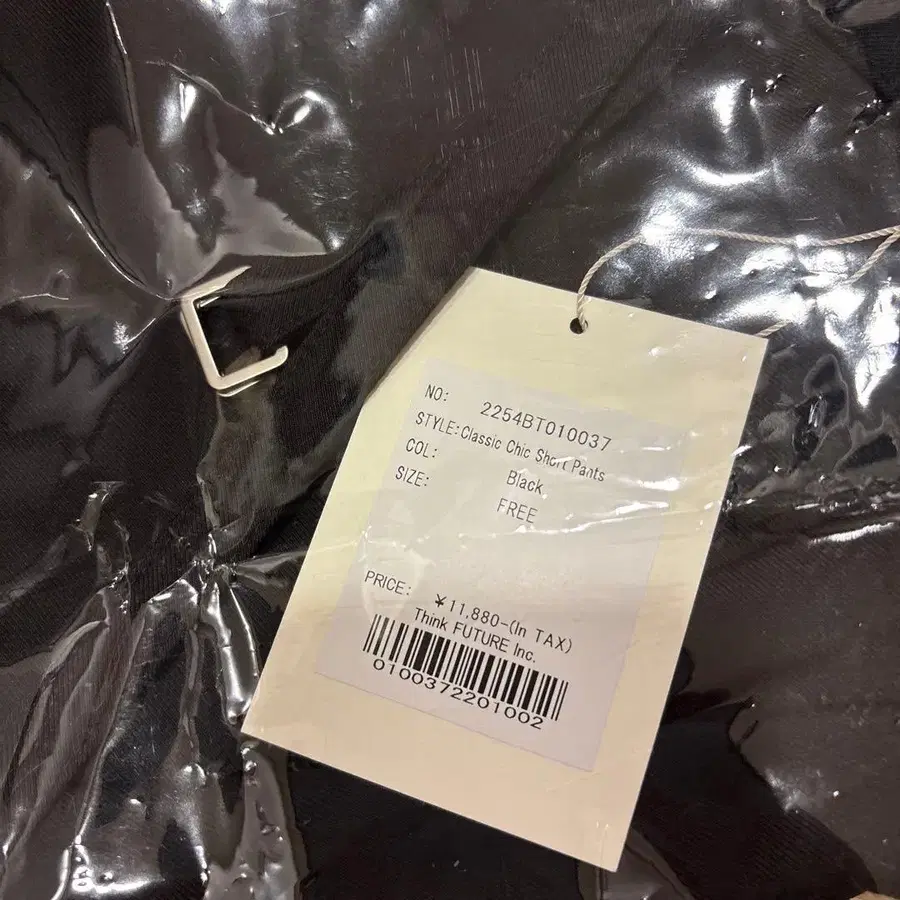 NO: 2254BT010037
STYLE:Classic Chic Short Pants
COL: Black
SIZE: FREE
PRICE: ¥11,880-(In TAX)
Think FUTURE Inc.
0100372201002